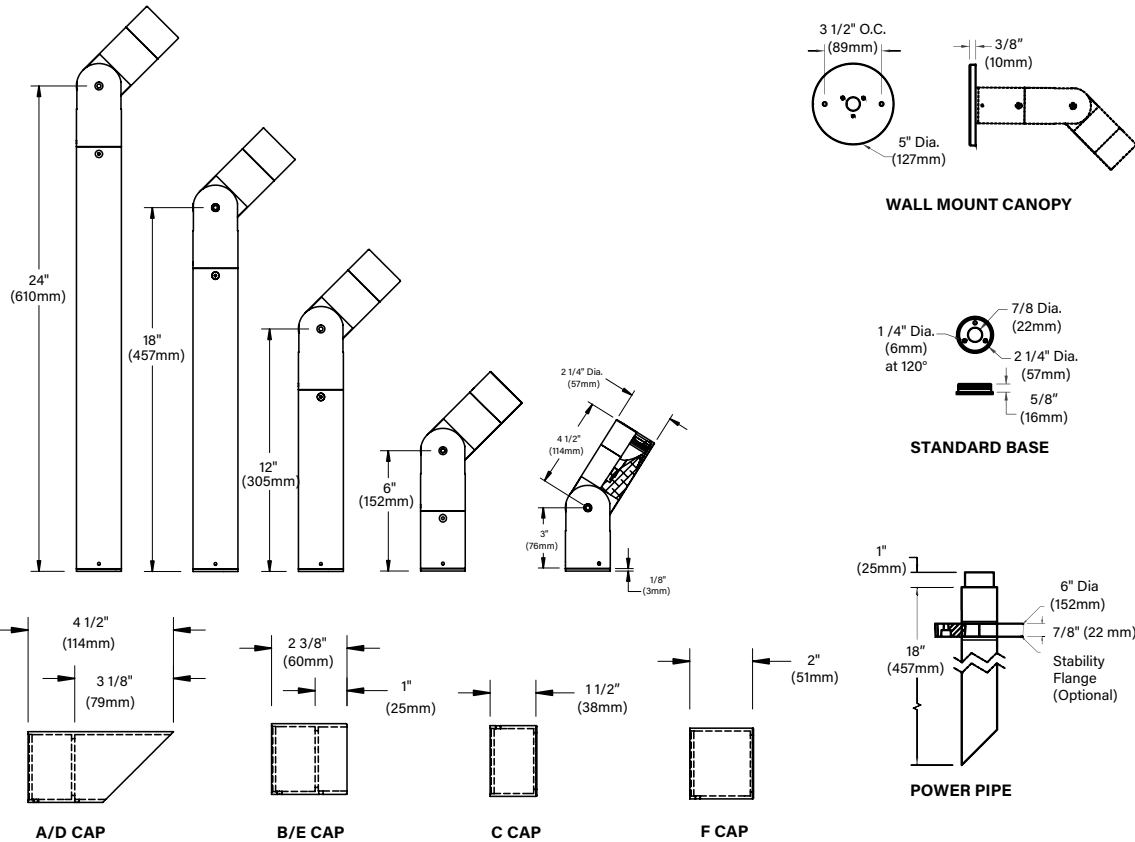 24"
(610mm)
18"
(457mm)
12"
(305mm)
6"
(152mm)
2 1/4" Dia.
(57mm)
4 1/2"
(114mm)
3"
(76mm)
1/8"
(3mm)
3 1/2" O.C.
(89mm)
5" Dia.
(127mm)
3/8"
(10mm)
WALL MOUNT CANOPY
1 /4" Dia.
(6mm)
at 120°
7/8 Dia.
(22mm)
2 1/4" Dia.
(57mm)
5/8"
(16mm)
STANDARD BASE
1"
(25mm)
18"
(457mm)
6" Dia
(152mm)
7/8" (22 mm)
Stability
Flange
(Optional)
POWER PIPE
4 1/2"
(114mm)
3 1/8"
(79mm)
A/D CAP
2 3/8"
(60mm)
1"
(25mm)
B/E CAP
1 1/2"
(38mm)
C CAP
2"
(51mm)
F CAP